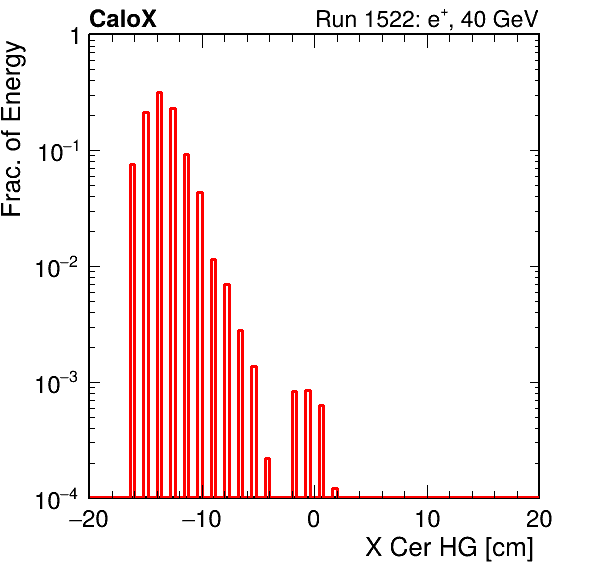 CaloX Run 1522: e⁺, 40 GeV
Frac. of Energy
1
10⁻¹
10⁻²
10⁻³
10⁻⁴
−20 −10 0 10 20
X Cer HG [cm]